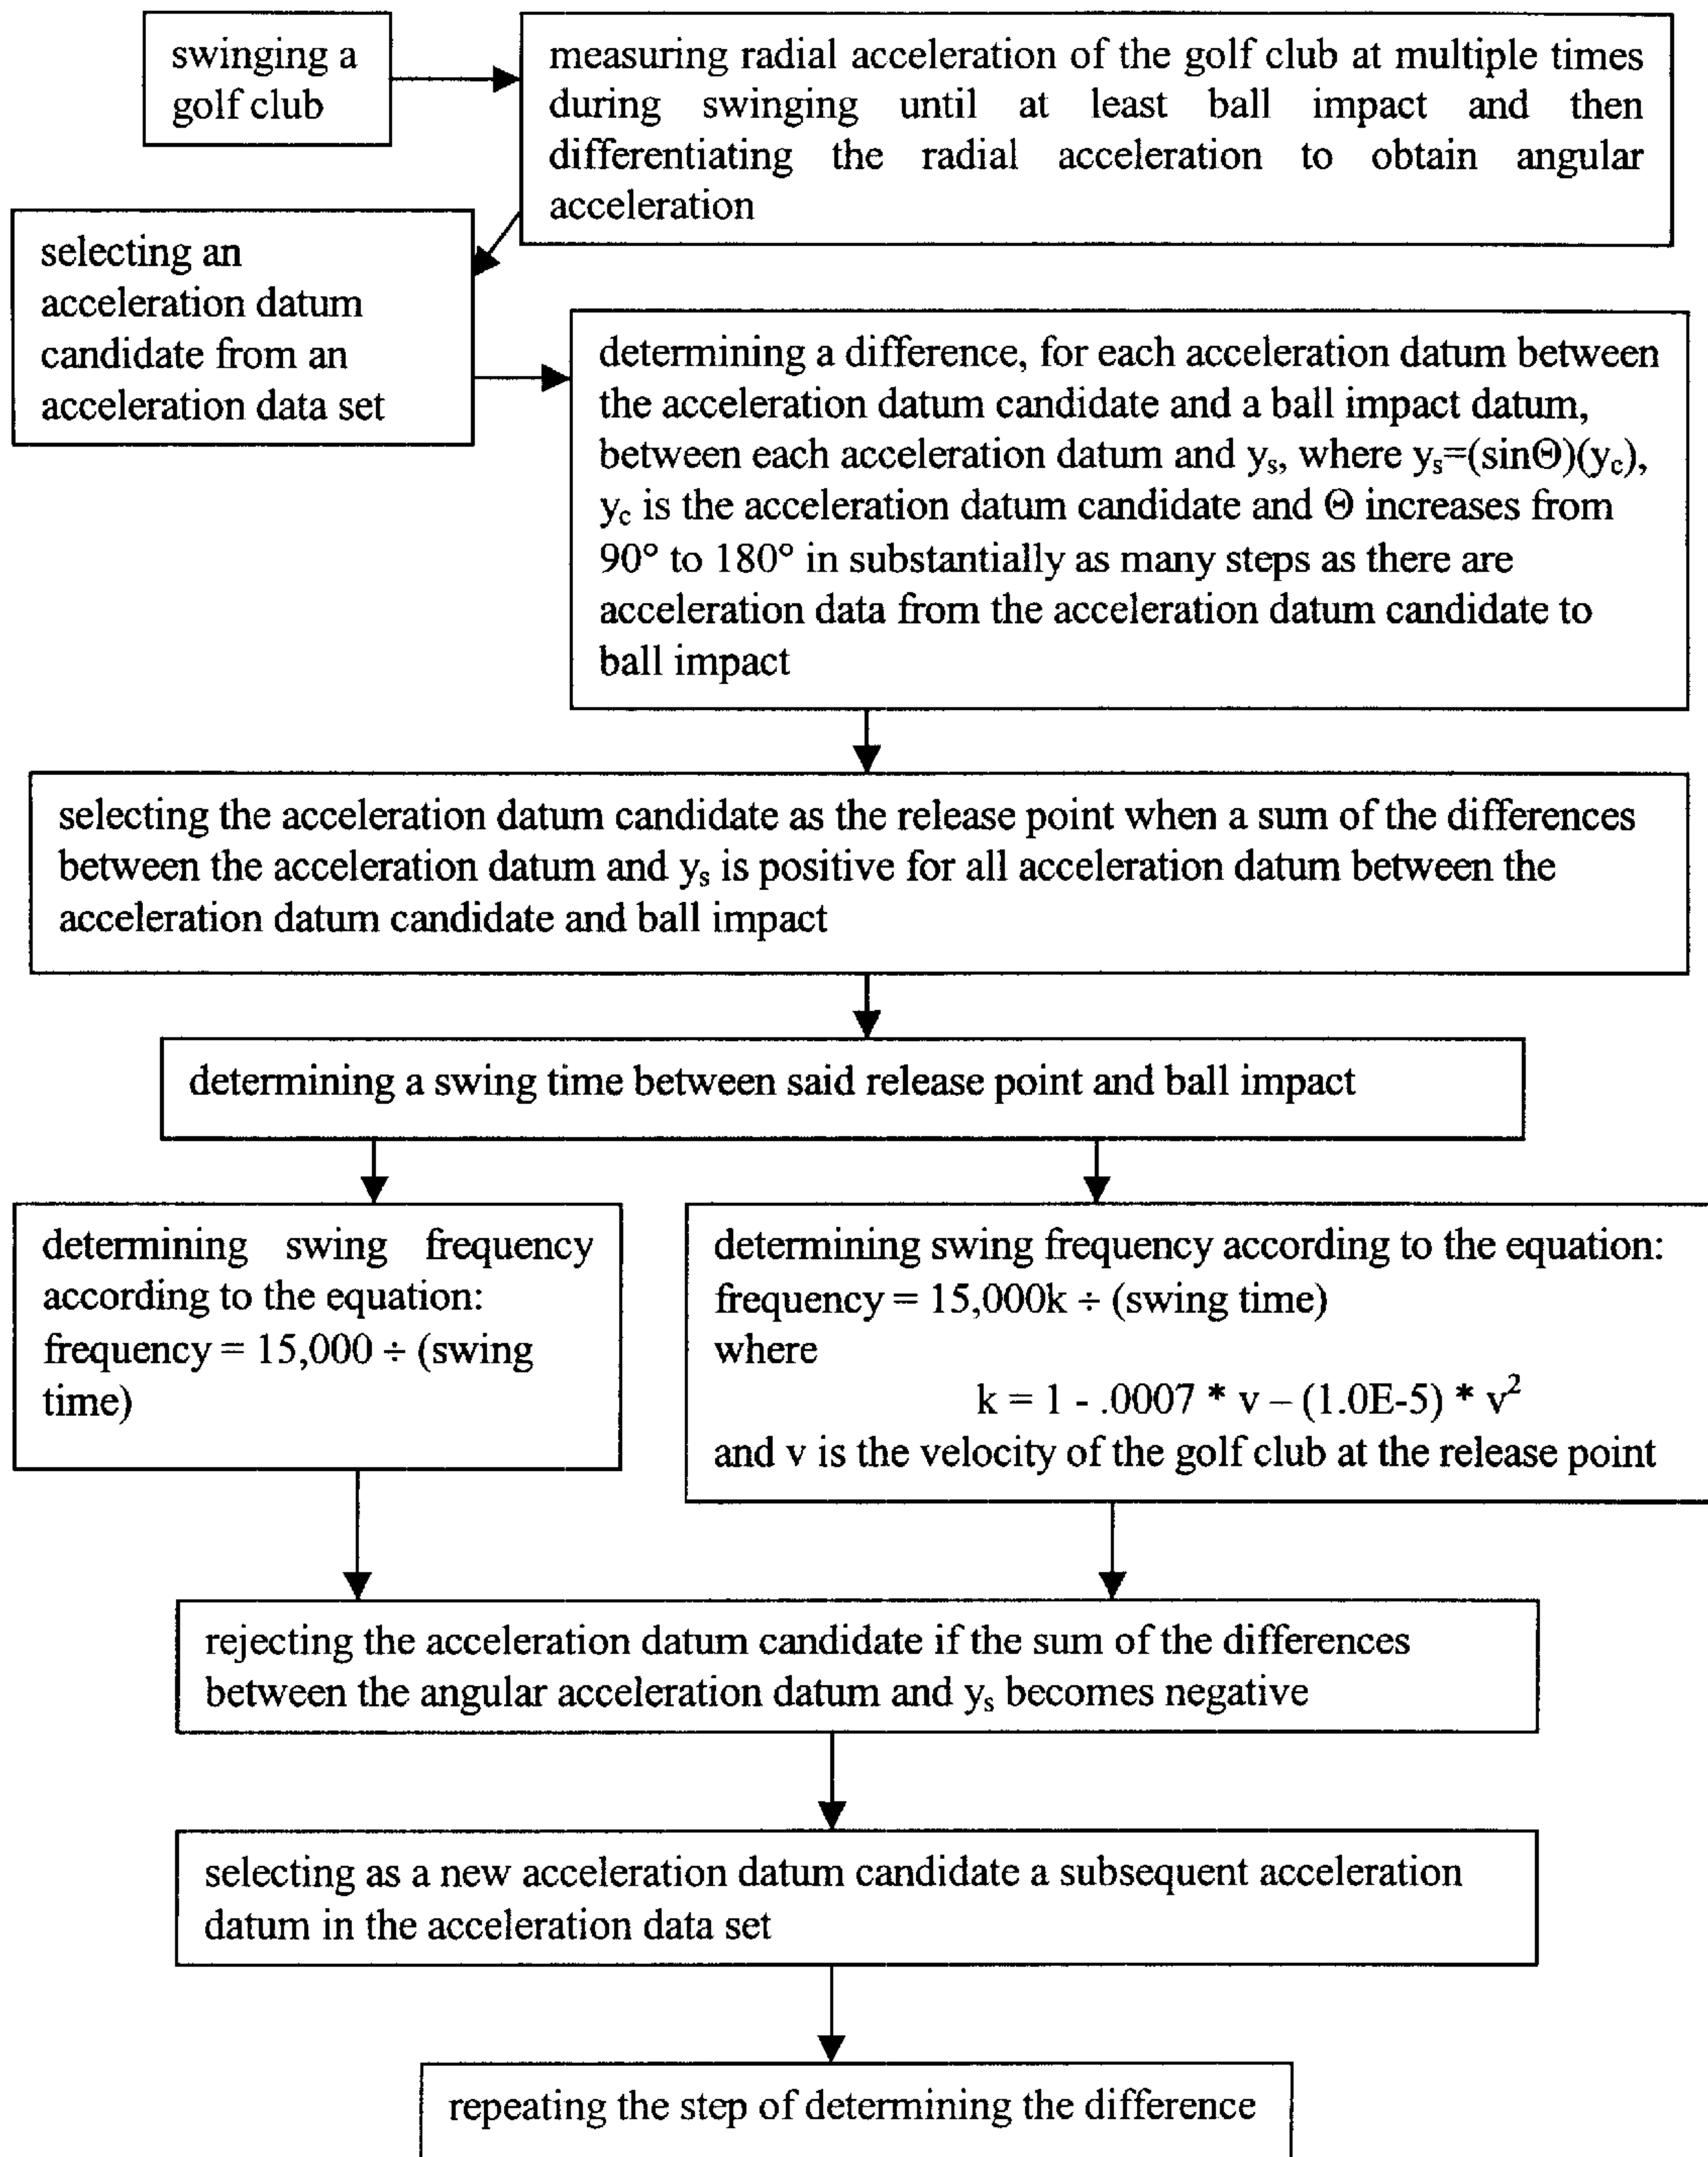 swinging a
golf club
measuring radial acceleration of the golf club at multiple times
during swinging until at least ball impact and then
differentiating the radial acceleration to obtain angular
acceleration
selecting an
acceleration datum
candidate from an
acceleration data set
determining a difference, for each acceleration datum between
the acceleration datum candidate and a ball impact datum,
between each acceleration datum and yₛ, where yₛ=(sinΘ)(y꜀),
y꜀ is the acceleration datum candidate and Θ increases from
90° to 180° in substantially as many steps as there are
acceleration data from the acceleration datum candidate to
ball impact
selecting the acceleration datum candidate as the release point when a sum of the differences
between the acceleration datum and yₛ is positive for all acceleration datum between the
acceleration datum candidate and ball impact
determining a swing time between said release point and ball impact
determining swing frequency
according to the equation:
frequency = 15,000 ÷ (swing
time)
determining swing frequency according to the equation:
frequency = 15,000k ÷ (swing time)
where
k = 1 - .0007 * v – (1.0E-5) * v²
and v is the velocity of the golf club at the release point
rejecting the acceleration datum candidate if the sum of the differences
between the angular acceleration datum and yₛ becomes negative
selecting as a new acceleration datum candidate a subsequent acceleration
datum in the acceleration data set
repeating the step of determining the difference